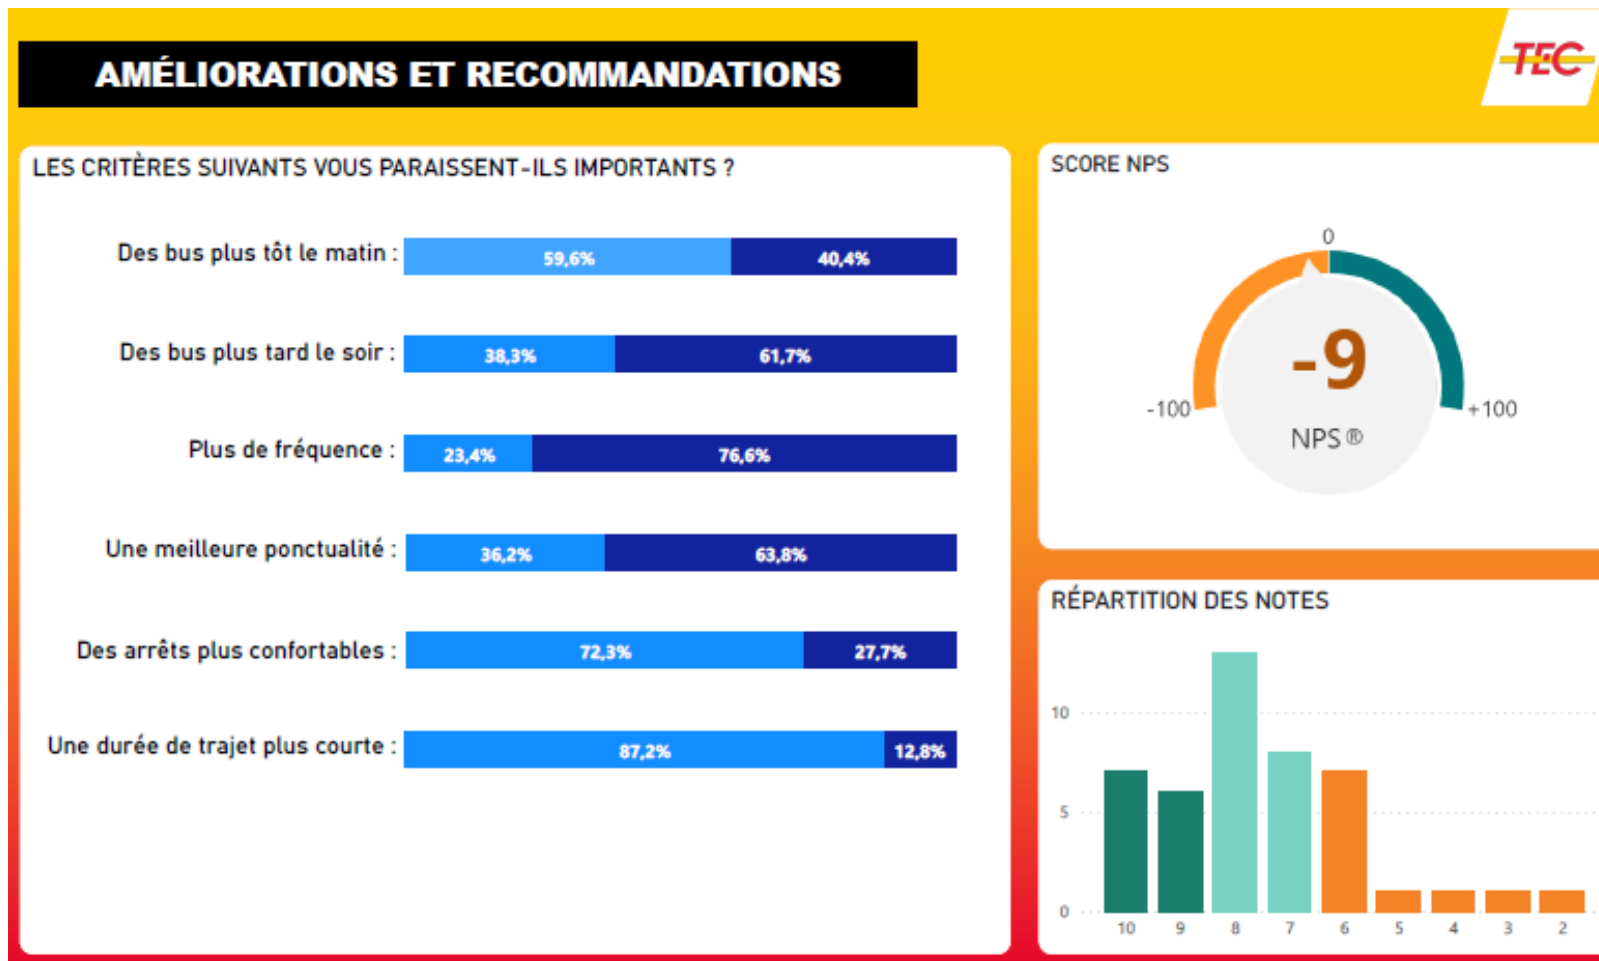 AMÉLIORATIONS ET RECOMMANDATIONS
TEC
LES CRITÈRES SUIVANTS VOUS PARAISSENT-ILS IMPORTANTS ?
Des bus plus tôt le matin : 59,6% 40,4%
Des bus plus tard le soir : 38,3% 61,7%
Plus de fréquence : 23,4% 76,6%
Une meilleure ponctualité : 36,2% 63,8%
Des arrêts plus confortables : 72,3% 27,7%
Une durée de trajet plus courte : 87,2% 12,8%
SCORE NPS
0
-100 +100
-9
NPS®
RÉPARTITION DES NOTES
10
5
0
10 9 8 7 6 5 4 3 2